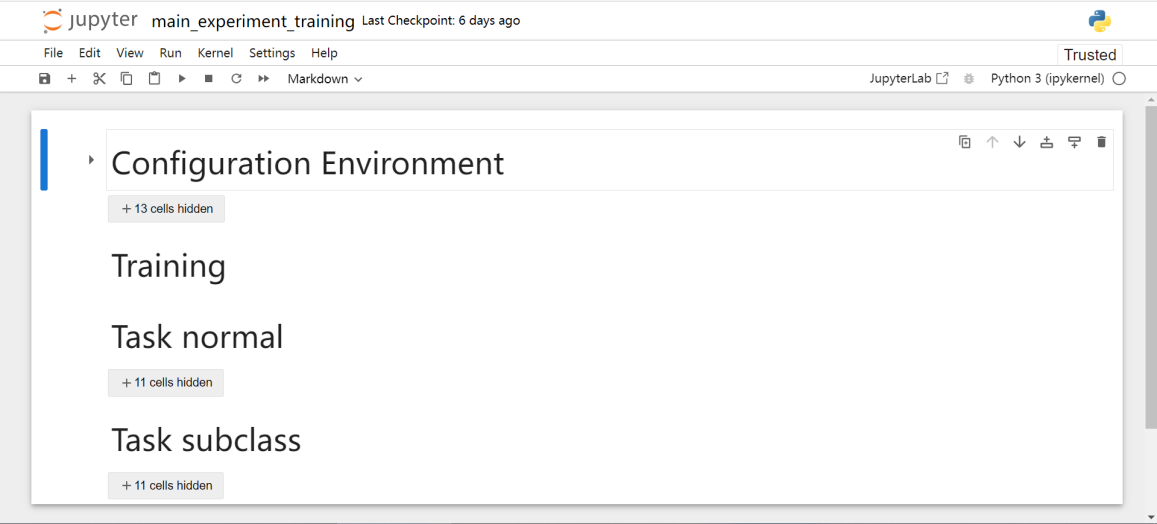 jupyter main_experiment_training Last Checkpoint: 6 days ago
File Edit View Run Kernel Settings Help
Trusted
Markdown
JupyterLab
Python 3 (ipykernel)
Configuration Environment
+ 13 cells hidden
Training
Task normal
+ 11 cells hidden
Task subclass
+ 11 cells hidden